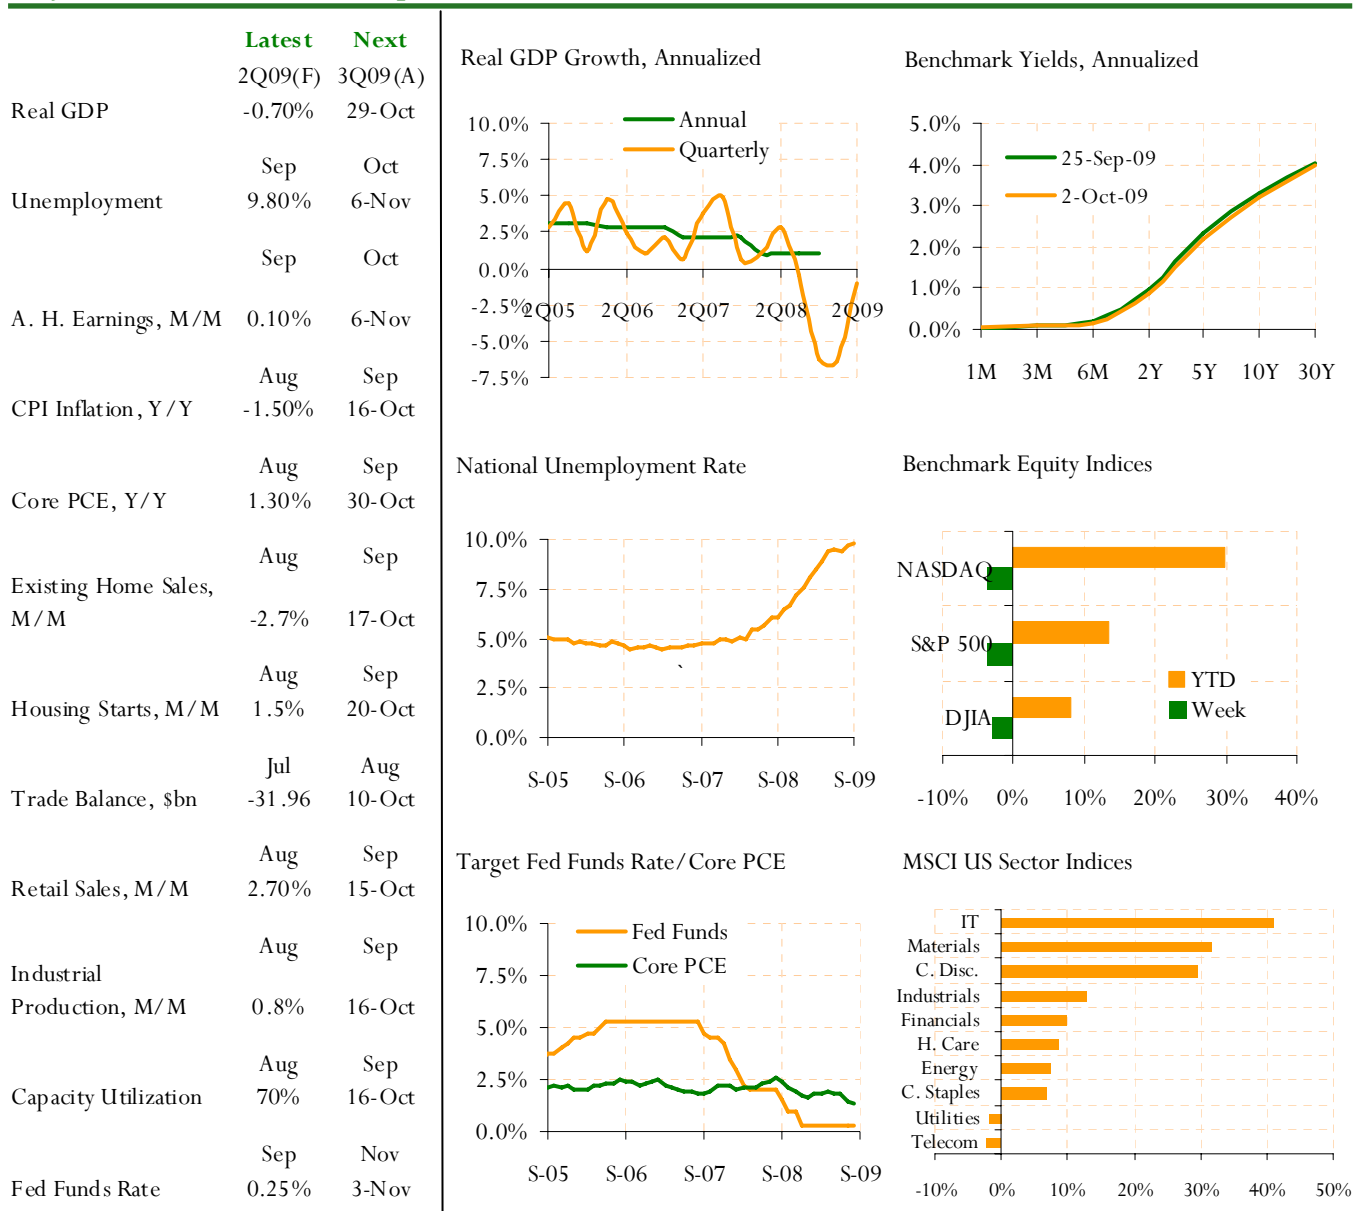 Latest Next
2Q09(F) 3Q09(A)
Real GDP -0.70% 29-Oct
Sep Oct
Unemployment 9.80% 6-Nov
Sep Oct
A. H. Earnings, M/M 0.10% 6-Nov
Aug Sep
CPI Inflation, Y/Y -1.50% 16-Oct
Aug Sep
Core PCE, Y/Y 1.30% 30-Oct
Aug Sep
Existing Home Sales,
M/M -2.7% 17-Oct
Aug Sep
Housing Starts, M/M 1.5% 20-Oct
Jul Aug
Trade Balance, $bn -31.96 10-Oct
Aug Sep
Retail Sales, M/M 2.70% 15-Oct
Aug Sep
Industrial
Production, M/M 0.8% 16-Oct
Aug Sep
Capacity Utilization 70% 16-Oct
Sep Nov
Fed Funds Rate 0.25% 3-Nov
Real GDP Growth, Annualized
Annual
Quarterly
10.0%
7.5%
5.0%
2.5%
0.0%
-2.5%
-5.0%
-7.5%
2Q05 2Q06 2Q07 2Q08 2Q09
Benchmark Yields, Annualized
25-Sep-09
2-Oct-09
5.0%
4.0%
3.0%
2.0%
1.0%
0.0%
1M 3M 6M 2Y 5Y 10Y 30Y
National Unemployment Rate
10.0%
7.5%
5.0%
2.5%
0.0%
`
S-05 S-06 S-07 S-08 S-09
Benchmark Equity Indices
NASDAQ
S&P 500
DJIA
YTD
Week
-10% 0% 10% 20% 30% 40%
Target Fed Funds Rate/Core PCE
Fed Funds
Core PCE
10.0%
7.5%
5.0%
2.5%
0.0%
S-05 S-06 S-07 S-08 S-09
MSCI US Sector Indices
IT
Materials
C. Disc.
Industrials
Financials
H. Care
Energy
C. Staples
Utilities
Telecom
-10% 0% 10% 20% 30% 40% 50%